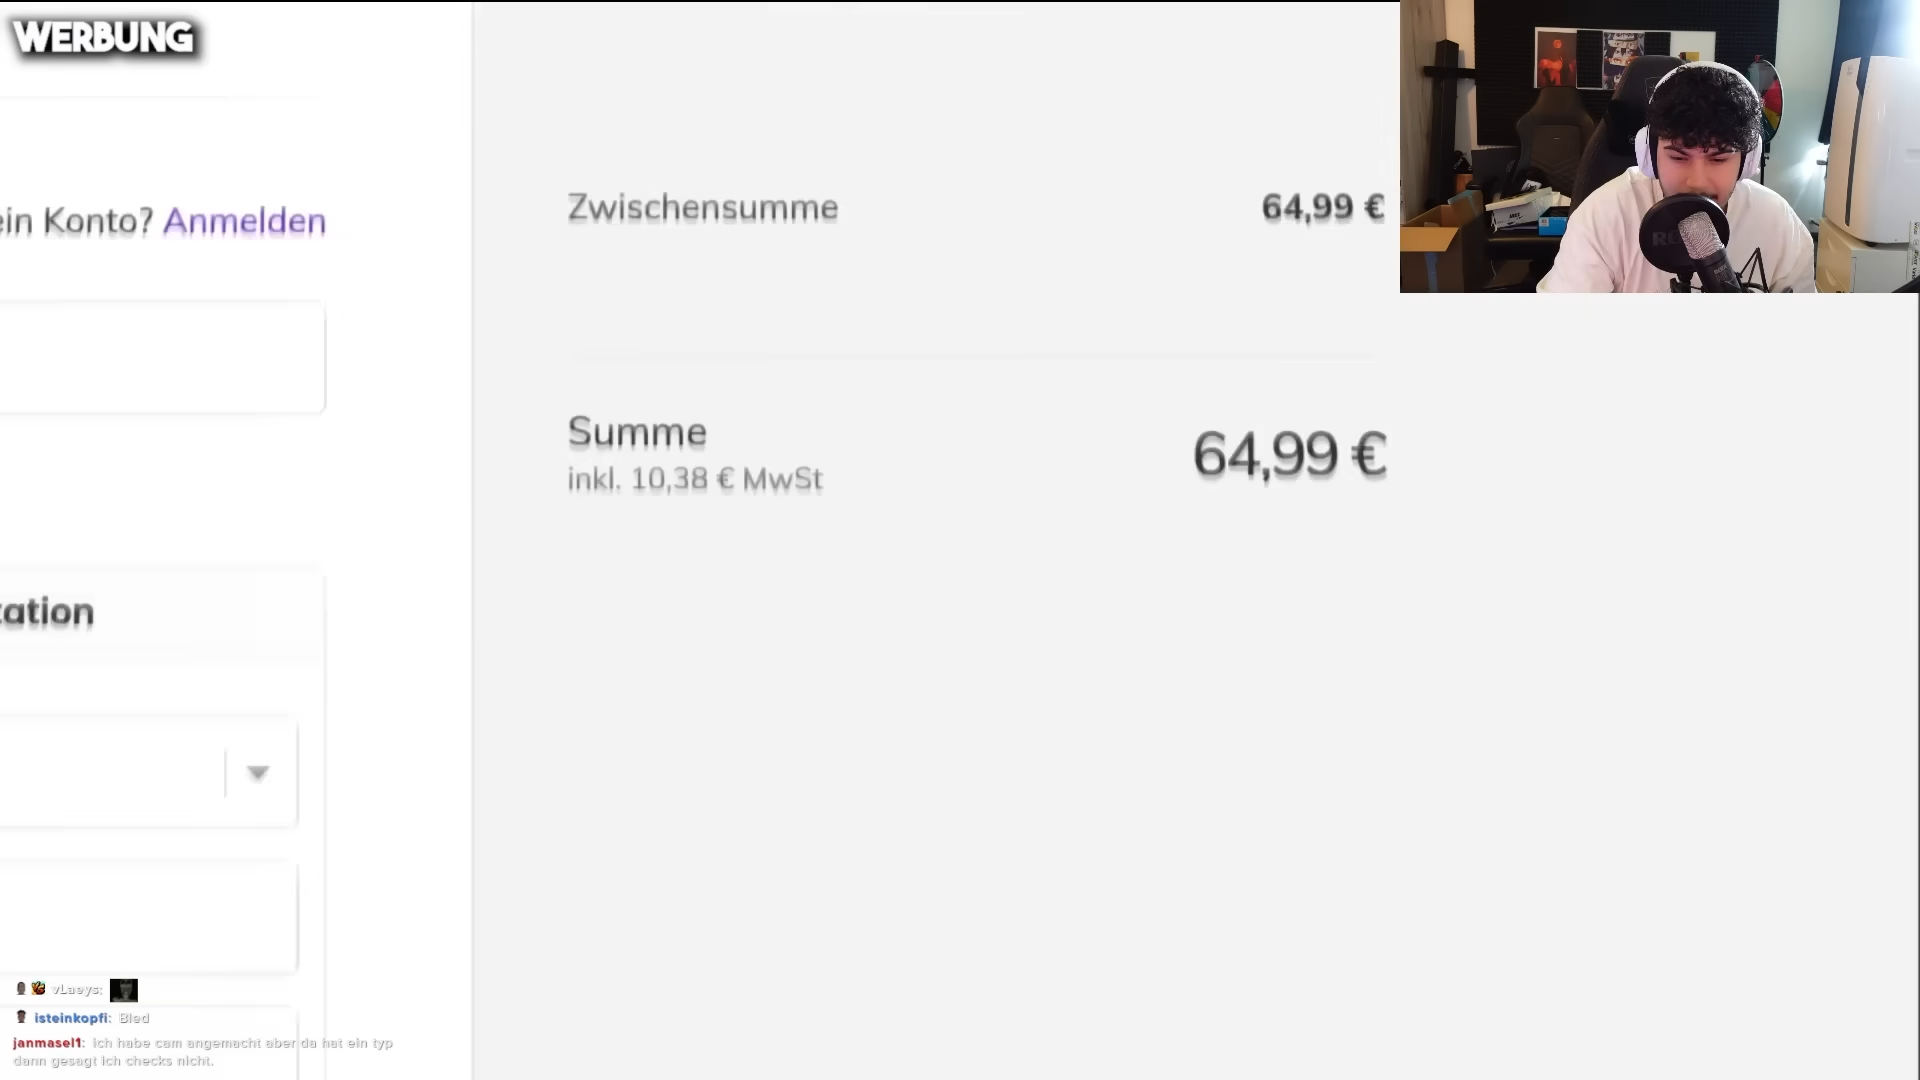 WERBUNG
ein Konto? Anmelden
Zwischensumme 64,99 €
Summe 64,99 €
inkl. 10,38 € MwSt
tation
vLaeys:
isteinkopfi: Bled
janmasel1: ich habe cam angemacht aber da hat ein typ
dann gesagt ich checks nicht.